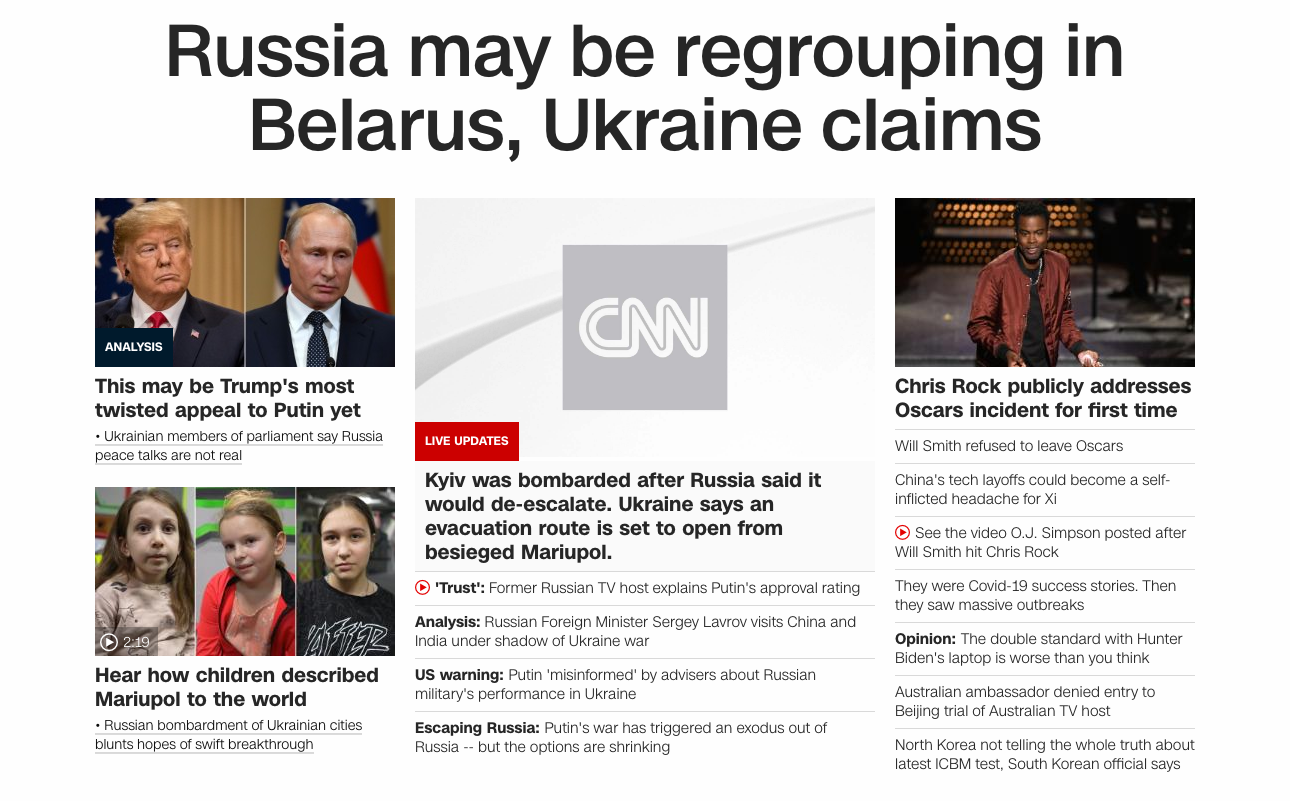 Russia may be regrouping in
Belarus, Ukraine claims
ANALYSIS
This may be Trump's most
twisted appeal to Putin yet
• Ukrainian members of parliament say Russia
peace talks are not real
2:19
Hear how children described
Mariupol to the world
• Russian bombardment of Ukrainian cities
blunts hopes of swift breakthrough
CNN
LIVE UPDATES
Kyiv was bombarded after Russia said it
would de-escalate. Ukraine says an
evacuation route is set to open from
besieged Mariupol.
'Trust': Former Russian TV host explains Putin's approval rating
Analysis: Russian Foreign Minister Sergey Lavrov visits China and
India under shadow of Ukraine war
US warning: Putin 'misinformed' by advisers about Russian
military's performance in Ukraine
Escaping Russia: Putin's war has triggered an exodus out of
Russia -- but the options are shrinking
Chris Rock publicly addresses
Oscars incident for first time
Will Smith refused to leave Oscars
China's tech layoffs could become a self-
inflicted headache for Xi
See the video O.J. Simpson posted after
Will Smith hit Chris Rock
They were Covid-19 success stories. Then
they saw massive outbreaks
Opinion: The double standard with Hunter
Biden's laptop is worse than you think
Australian ambassador denied entry to
Beijing trial of Australian TV host
North Korea not telling the whole truth about
latest ICBM test, South Korean official says